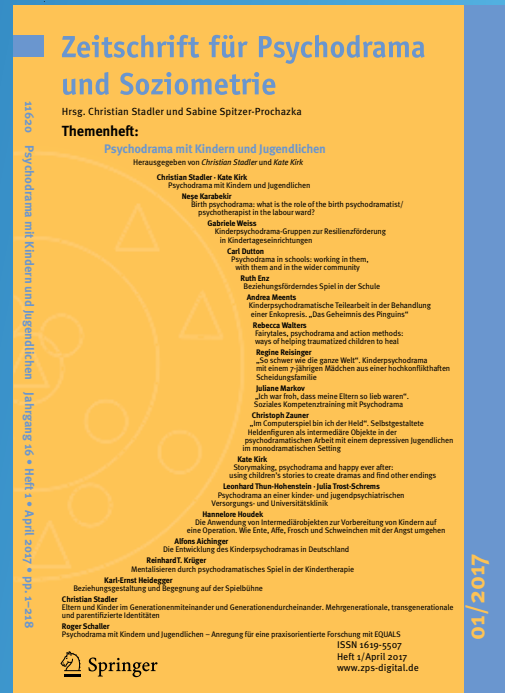 Zeitschrift für Psychodrama
und Soziometrie
Hrsg. Christian Stadler und Sabine Spitzer-Prochazka
Themenheft:
Psychodrama mit Kindern und Jugendlichen
Herausgegeben von Christian Stadler und Kate Kirk
Christian Stadler · Kate Kirk
Psychodrama mit Kindern und Jugendlichen
Neşe Karabekir
Birth psychodrama: what is the role of the birth psychodramatist/
psychotherapist in the labour ward?
Gabriele Weiss
Kinderpsychodrama-Gruppen zur Resilienzförderung
in Kindertageseinrichtungen
Carl Dutton
Psychodrama in schools: working in them,
with them and in the wider community
Ruth Enz
Beziehungsförderndes Spiel in der Schule
Andrea Meents
Kinderpsychodramatische Teilearbeit in der Behandlung
einer Enkopresis. „Das Geheimnis des Pinguins“
Rebecca Walters
Fairytales, psychodrama and action methods:
ways of helping traumatized children to heal
Regine Reisinger
„So schwer wie die ganze Welt“. Kinderpsychodrama
mit einem 7-jährigen Mädchen aus einer hochkonflikthaften
Scheidungsfamilie
Juliane Markov
„Ich war froh, dass meine Eltern so lieb waren“.
Soziales Kompetenztraining mit Psychodrama
Christoph Zauner
„Im Computerspiel bin ich der Held“. Selbstgestaltete
Heldenfiguren als intermediäre Objekte in der
psychodramatischen Arbeit mit einem depressiven Jugendlichen
im monodramatischen Setting
Kate Kirk
Storymaking, psychodrama and happy ever after:
using children's stories to create dramas and find other endings
Leonhard Thun-Hohenstein · Julia Trost-Schrems
Psychodrama an einer kinder- und jugendpsychiatrischen
Versorgungs- und Universitätsklinik
Hannelore Houdek
Die Anwendung von Intermediärobjekten zur Vorbereitung von Kindern auf
eine Operation. Wie Ente, Affe, Frosch und Schweinchen mit der Angst umgehen
Alfons Aichinger
Die Entwicklung des Kinderpsychodramas in Deutschland
ReinhardT. Krüger
Mentalisieren durch psychodramatisches Spiel in der Kindertherapie
Karl-Ernst Heidegger
Beziehungsgestaltung und Begegnung auf der Spielbühne
Christian Stadler
Eltern und Kinder im Generationenmiteinander und Generationendurcheinander. Mehrgenerationale, transgenerationale
und parentifizierte Identitäten
Roger Schaller
Psychodrama mit Kindern und Jugendlichen – Anregung für eine praxisorientierte Forschung mit EQUALS
ISSN 1619-5507
Heft 1/April 2017
www.zps-digital.de
Springer
11620 Psychodrama mit Kindern und Jugendlichen Jahrgang 16 • Heft 1 • April 2017 • pp. 1–218
01/2017